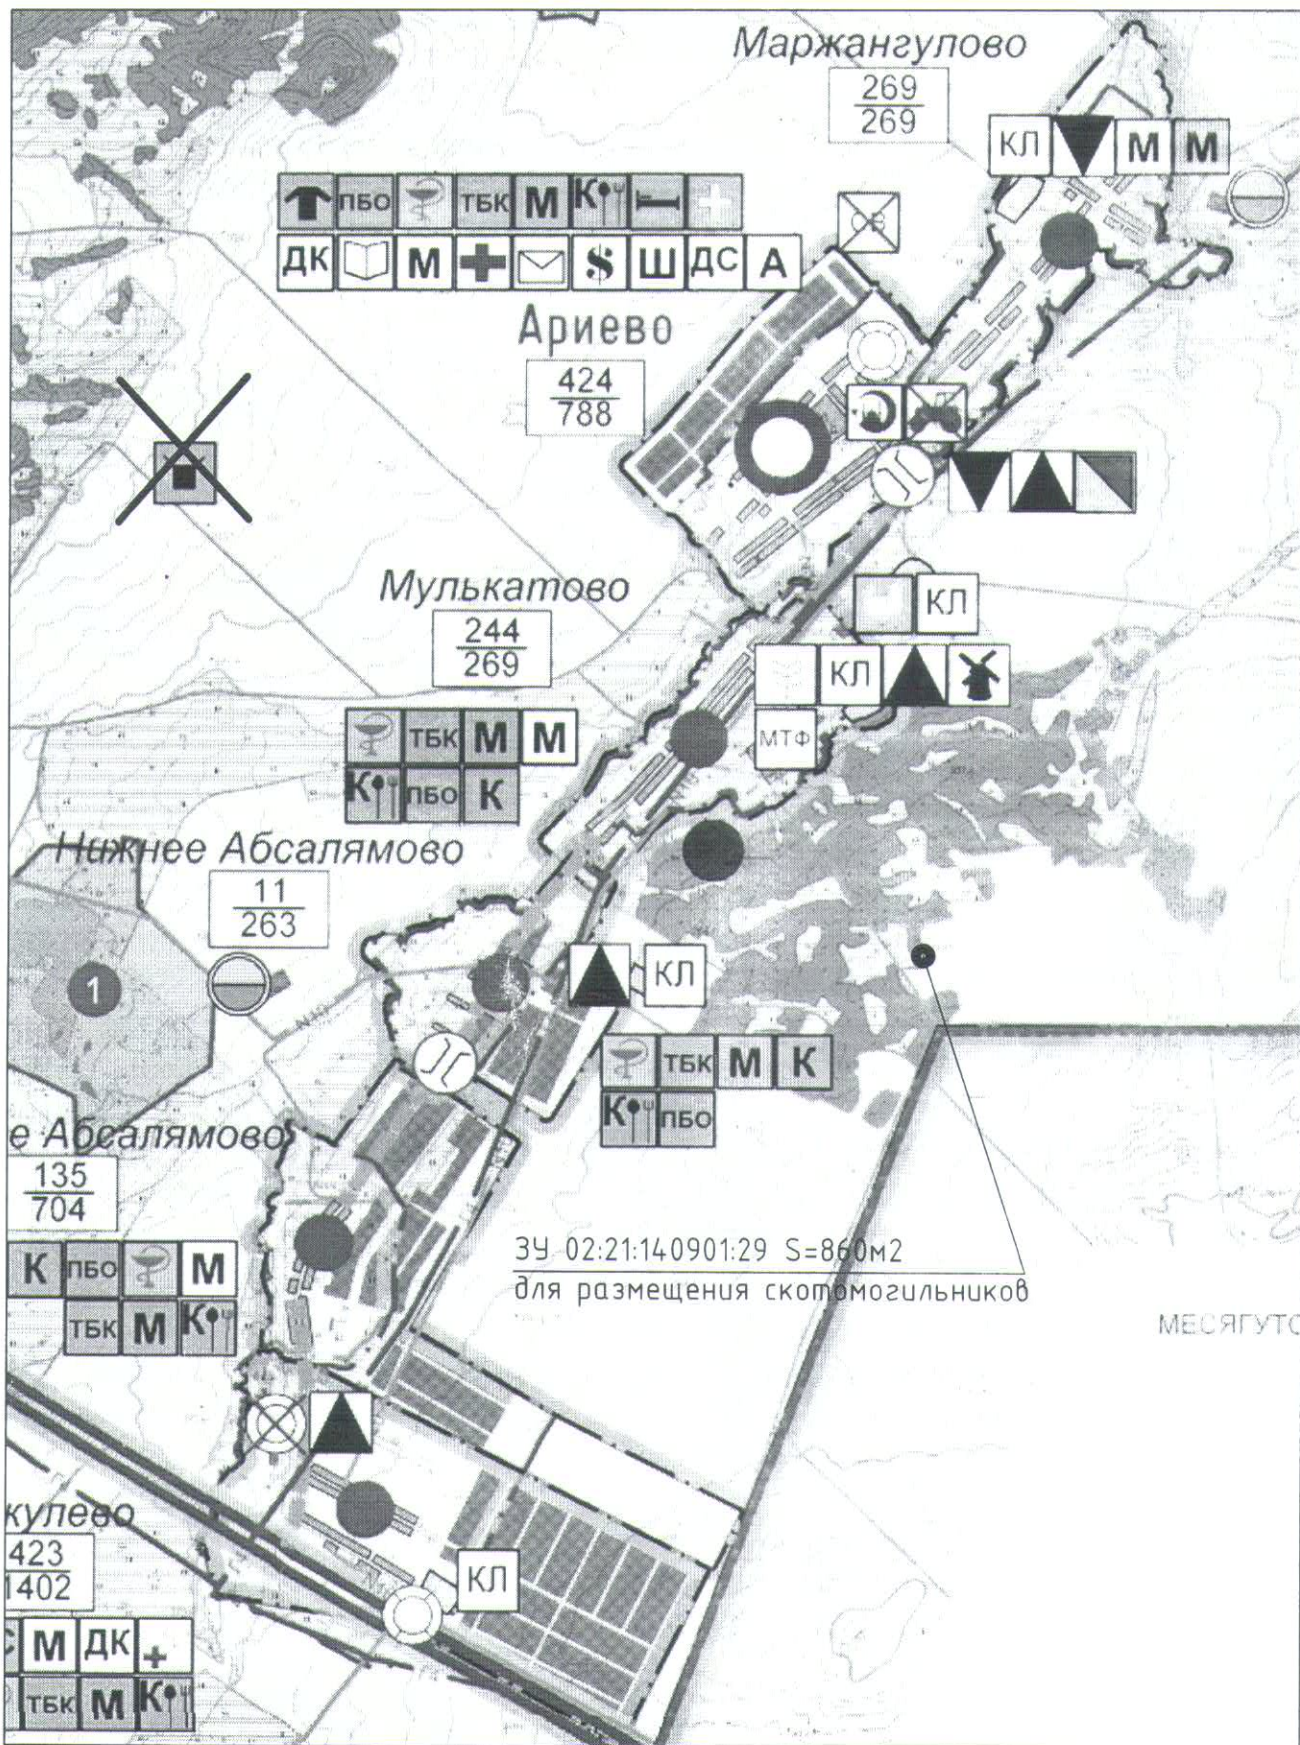 Маржангулово
269
269
КЛ М М
ПБО ТБК М К
ДК М $ Ш ДС А
Ариево
424
788
КЛ
Мулькатово
244
269
КЛ
МТФ
ТБК М М
К ПБО К
Нижнее Абсалямово
11
263
1
КЛ
ТБК М К
К ПБО
е Абсалямово
135
704
К ПБО М
ТБК М К
ЗУ 02:21:140901:29 S=860м2
для размещения скотомогильников
МЕСЯГУТО
кулево
423
1402
КЛ
С М ДК
ТБК М К